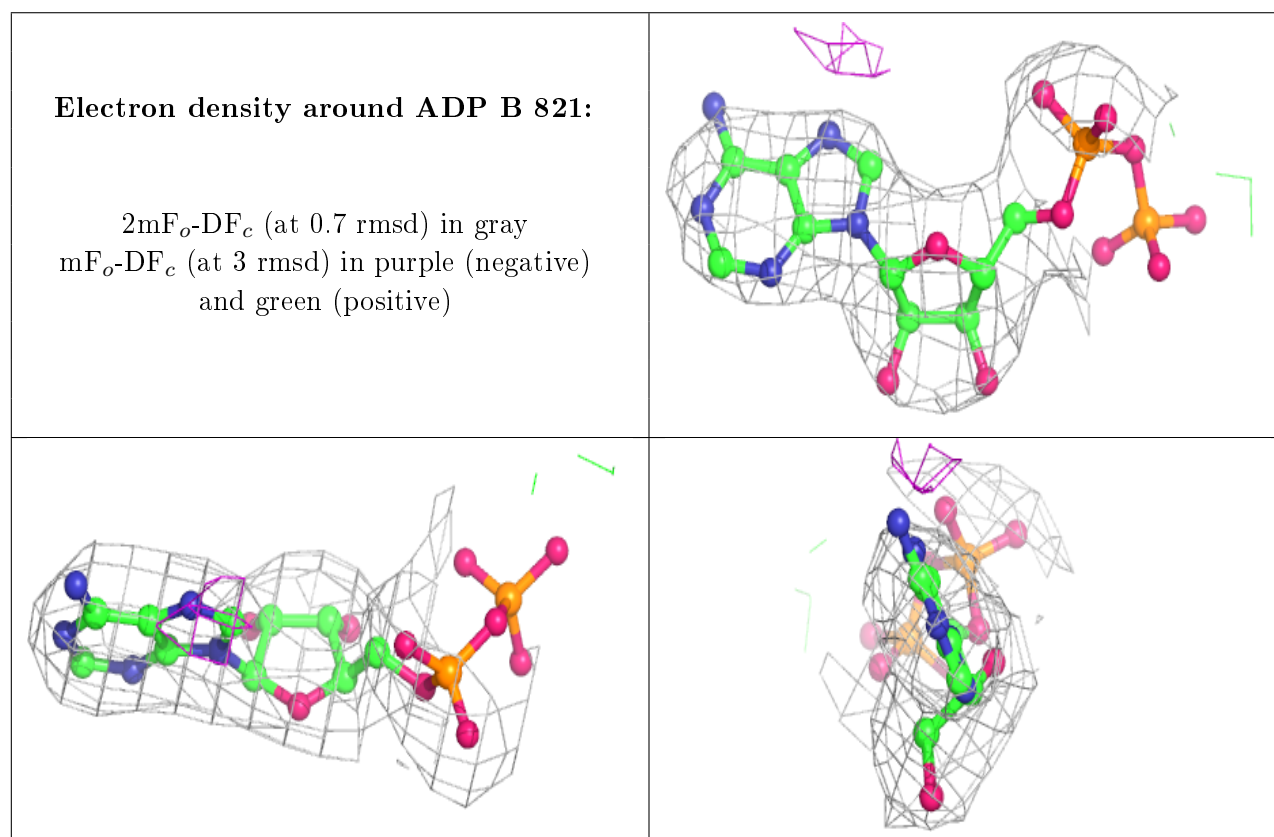 Electron density around ADP B 821:
2mFo-DFc (at 0.7 rmsd) in gray
mFo-DFc (at 3 rmsd) in purple (negative)
and green (positive)